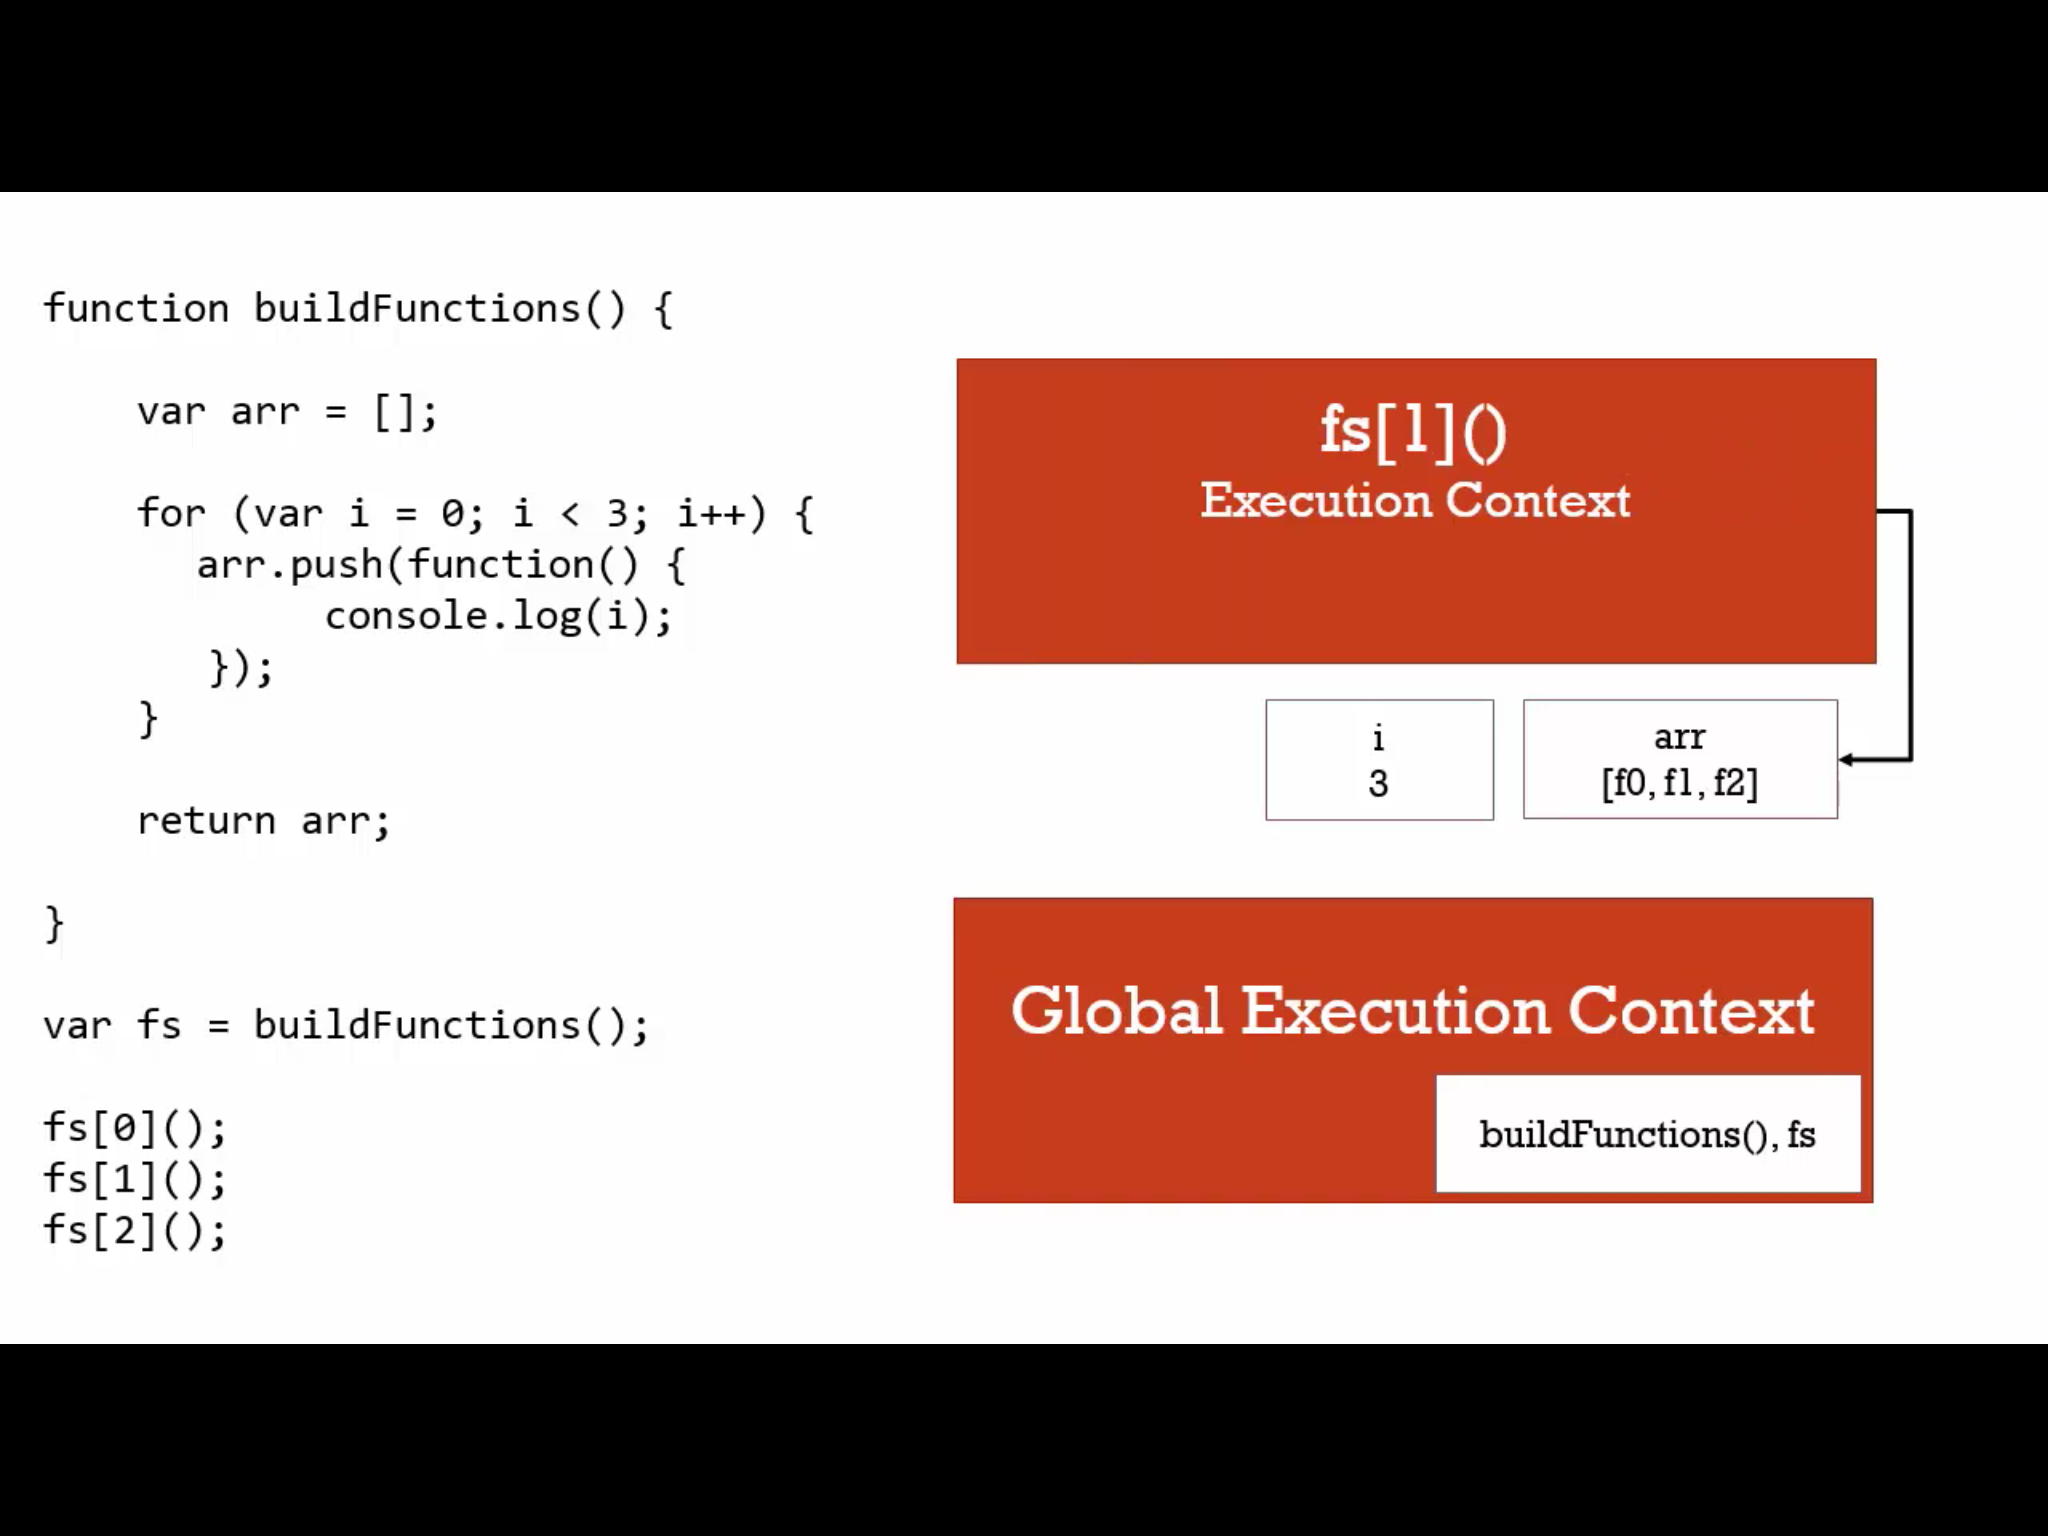 function buildFunctions() {
var arr = [];
for (var i = 0; i < 3; i++) {
arr.push(function() {
console.log(i);
});
}
return arr;
}
var fs = buildFunctions();
fs[0]();
fs[1]();
fs[2]();
fs[1]()
Execution Context
i
3
arr
[f0, f1, f2]
Global Execution Context
buildFunctions(), fs